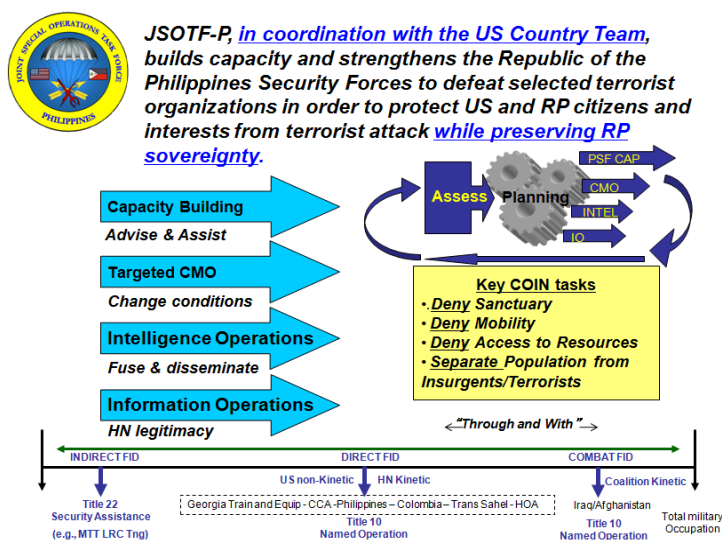 JOINT SPECIAL OPERATIONS TASK FORCE
PHILIPPINES
JSOTF-P, in coordination with the US Country Team,
builds capacity and strengthens the Republic of the
Philippines Security Forces to defeat selected terrorist
organizations in order to protect US and RP citizens and
interests from terrorist attack while preserving RP
sovereignty.
Capacity Building
Advise & Assist
Targeted CMO
Change conditions
Intelligence Operations
Fuse & disseminate
Information Operations
HN legitimacy
Assess
Planning
PSF CAP
CMO
INTEL
IO
Key COIN tasks
•.Deny Sanctuary
• Deny Mobility
• Deny Access to Resources
• Separate Population from
Insurgents/Terrorists
“Through and With”
INDIRECT FID
DIRECT FID
COMBAT FID
US non-Kinetic
HN Kinetic
Coalition Kinetic
Title 22
Security Assistance
(e.g., MTT LRC Tng)
Georgia Train and Equip - CCA -Philippines – Colombia – Trans Sahel - HOA
Title 10
Named Operation
Iraq/Afghanistan
Title 10
Named Operation
Total military
Occupation